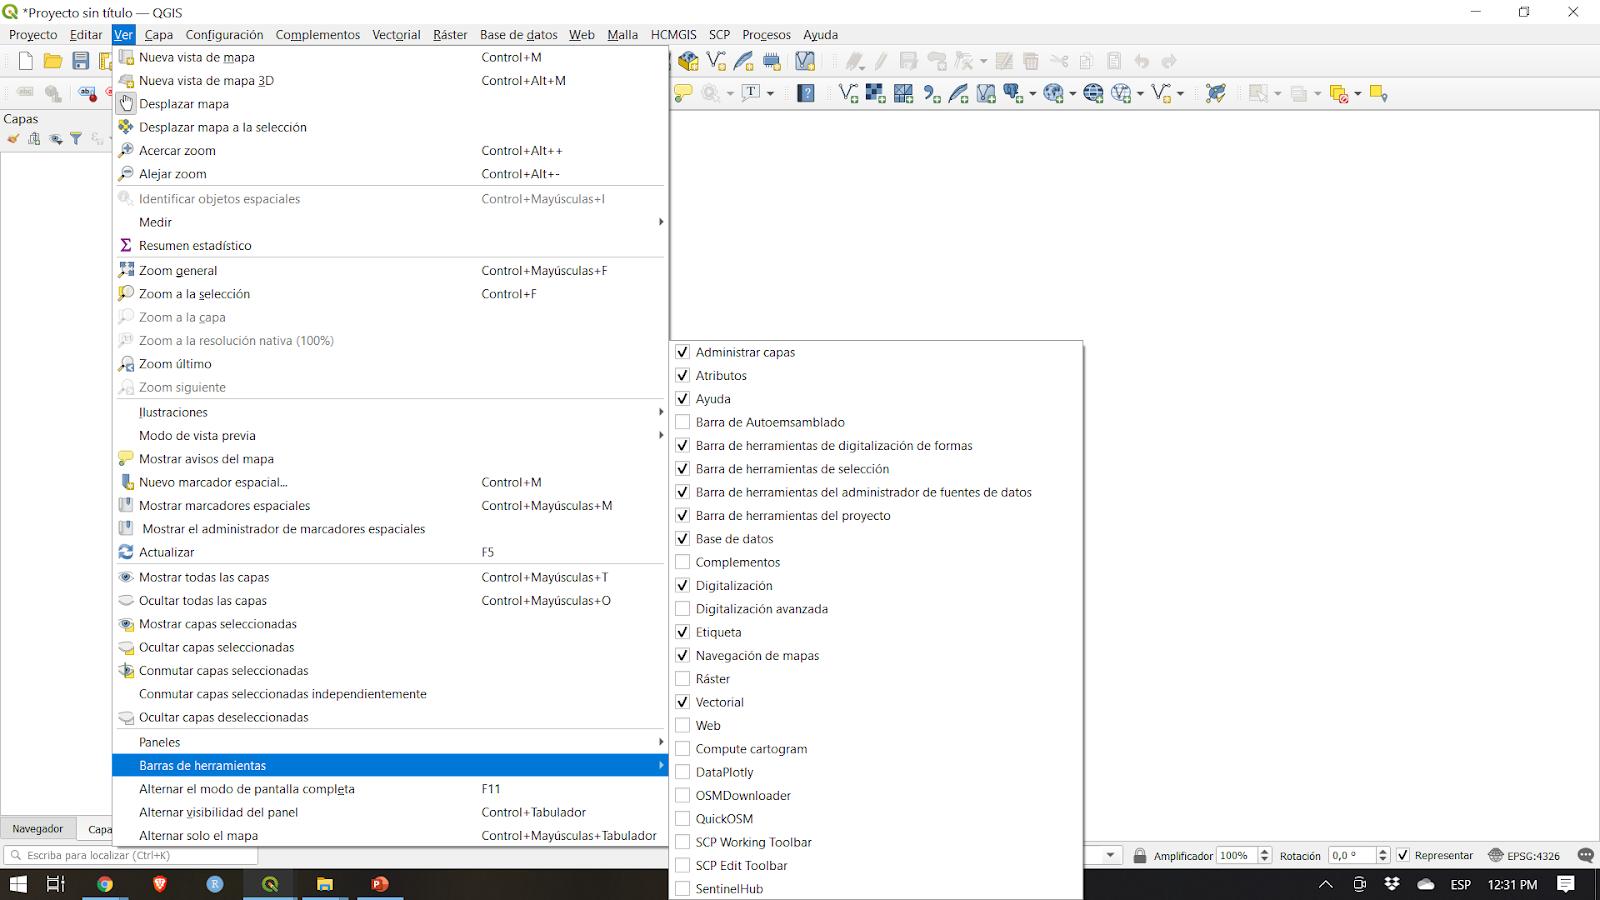 *Proyecto sin título — QGIS
Proyecto Editar Ver Capa Configuración Complementos Vectorial Ráster Base de datos Web Malla HCMGIS SCP Procesos Ayuda
Capas
Nueva vista de mapa Control+M
Nueva vista de mapa 3D Control+Alt+M
Desplazar mapa
Desplazar mapa a la selección
Acercar zoom Control+Alt++
Alejar zoom Control+Alt+-
Identificar objetos espaciales Control+Mayúsculas+I
Medir
Resumen estadístico
Zoom general Control+Mayúsculas+F
Zoom a la selección Control+F
Zoom a la capa
Zoom a la resolución nativa (100%)
Zoom último
Zoom siguiente
Ilustraciones
Modo de vista previa
Mostrar avisos del mapa
Nuevo marcador espacial... Control+M
Mostrar marcadores espaciales Control+Mayúsculas+M
Mostrar el administrador de marcadores espaciales
Actualizar F5
Mostrar todas las capas Control+Mayúsculas+T
Ocultar todas las capas Control+Mayúsculas+O
Mostrar capas seleccionadas
Ocultar capas seleccionadas
Conmutar capas seleccionadas
Conmutar capas seleccionadas independientemente
Ocultar capas deseleccionadas
Paneles
Barras de herramientas
Alternar el modo de pantalla completa F11
Alternar visibilidad del panel Control+Tabulador
Alternar solo el mapa Control+Mayúsculas+Tabulador
Administrar capas
Atributos
Ayuda
Barra de Autoemsamblado
Barra de herramientas de digitalización de formas
Barra de herramientas de selección
Barra de herramientas del administrador de fuentes de datos
Barra de herramientas del proyecto
Base de datos
Complementos
Digitalización
Digitalización avanzada
Etiqueta
Navegación de mapas
Ráster
Vectorial
Web
Compute cartogram
DataPlotly
OSMDownloader
QuickOSM
SCP Working Toolbar
SCP Edit Toolbar
SentinelHub
Navegador Capa
Escriba para localizar (Ctrl+K)
Amplificador 100% Rotación 0,0 ° Representar EPSG:4326
ESP 12:31 PM